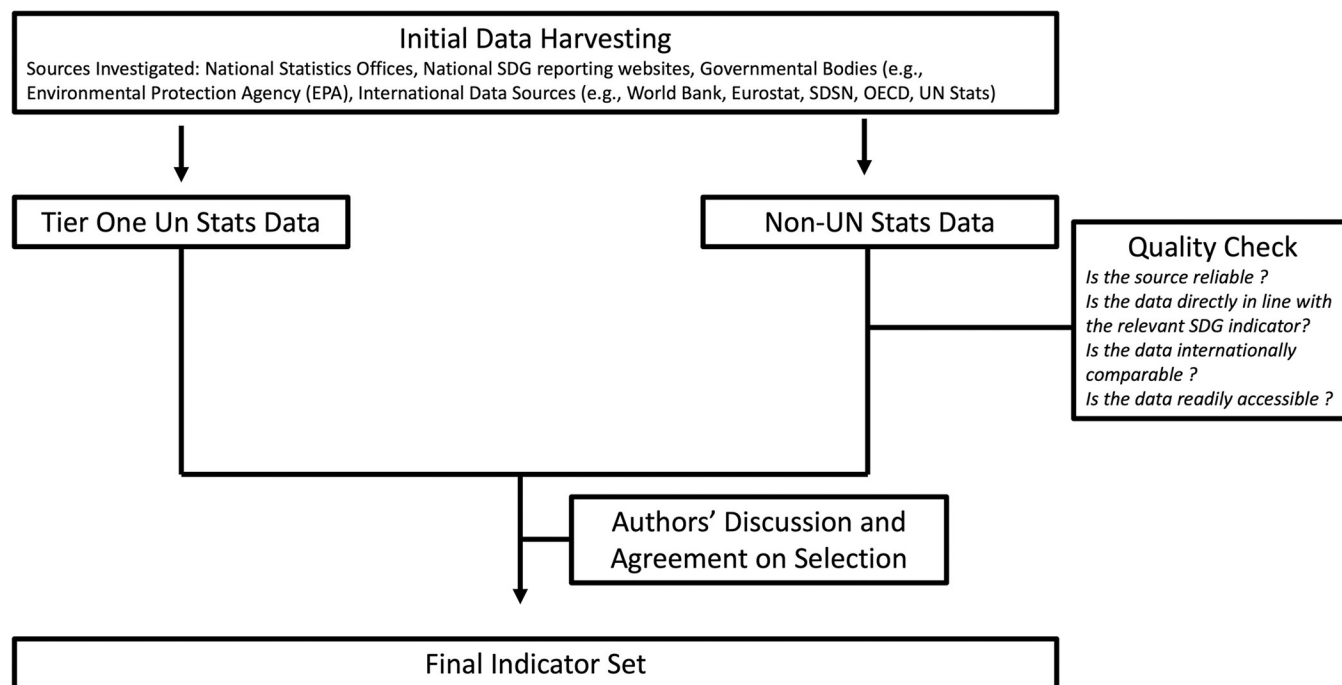 Initial Data Harvesting
Sources Investigated: National Statistics Offices, National SDG reporting websites, Governmental Bodies (e.g.,
Environmental Protection Agency (EPA), International Data Sources (e.g., World Bank, Eurostat, SDSN, OECD, UN Stats)
Tier One Un Stats Data
Non-UN Stats Data
Quality Check
Is the source reliable ?
Is the data directly in line with
the relevant SDG indicator?
Is the data internationally
comparable ?
Is the data readily accessible ?
Authors’ Discussion and
Agreement on Selection
Final Indicator Set